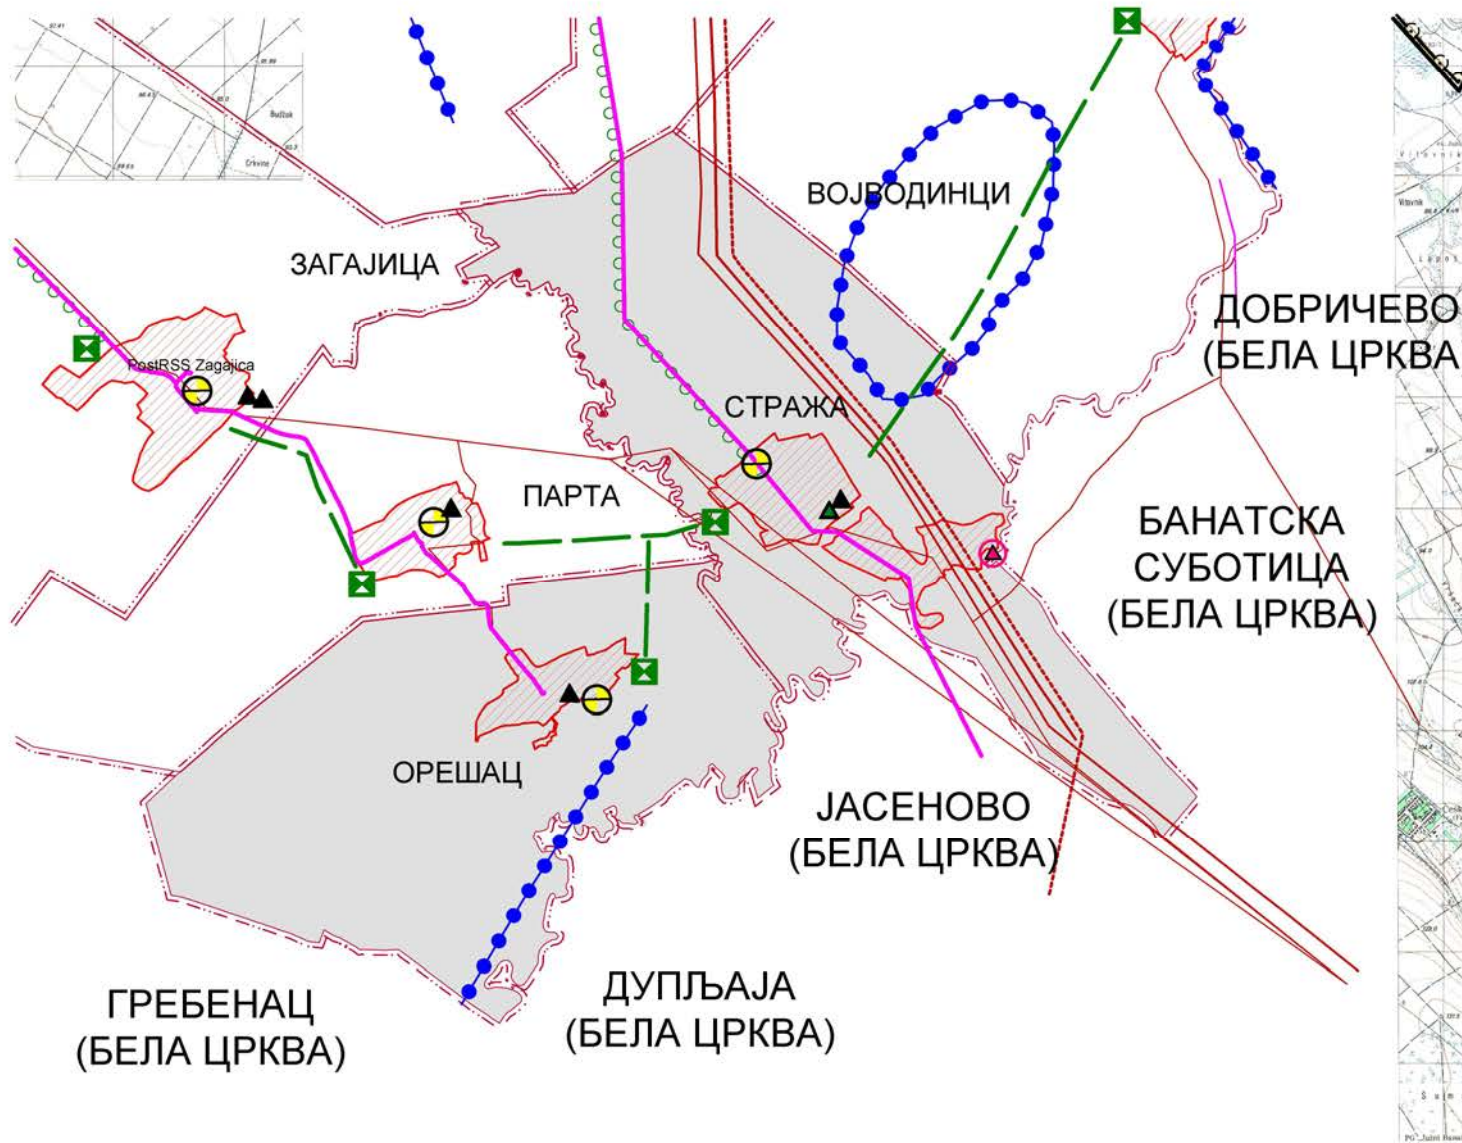 Budžak
Crkvine
ВОЈВОДИНЦИ
ЗАГАЈИЦА
Vitovnik
ДОБРИЧЕВО
(БЕЛА ЦРКВА
PostRSS Zagajica
СТРАЖА
ПАРТА
БАНАТСКА
СУБОТИЦА
(БЕЛА ЦРКВА)
ОРЕШАЦ
ЈАСЕНОВО
(БЕЛА ЦРКВА)
ДУПЉАЈА
(БЕЛА ЦРКВА)
ГРЕБЕНАЦ
(БЕЛА ЦРКВА)